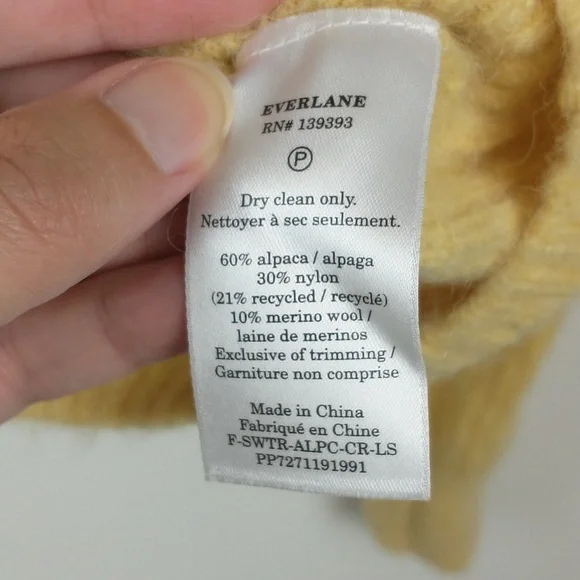 EVERLANE
RN# 139393
P
Dry clean only.
Nettoyer à sec seulement.
60% alpaca / alpaga
30% nylon
(21% recycled / recyclé)
10% merino wool /
laine de merinos
Exclusive of trimming /
Garniture non comprise
Made in China
Fabriqué en Chine
F-SWTR-ALPC-CR-LS
PP7271191991